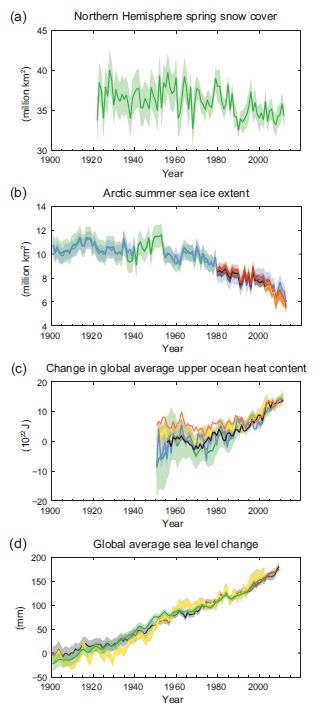 (a) Northern Hemisphere spring snow cover
45
40
35
30
(million km²)
1900 1920 1940 1960 1980 2000
Year
(b) Arctic summer sea ice extent
14
12
10
8
6
4
(million km²)
1900 1920 1940 1960 1980 2000
Year
(c) Change in global average upper ocean heat content
20
10
0
−10
−20
(10²² J)
1900 1920 1940 1960 1980 2000
Year
(d) Global average sea level change
200
150
100
50
0
−50
(mm)
1900 1920 1940 1960 1980 2000
Year